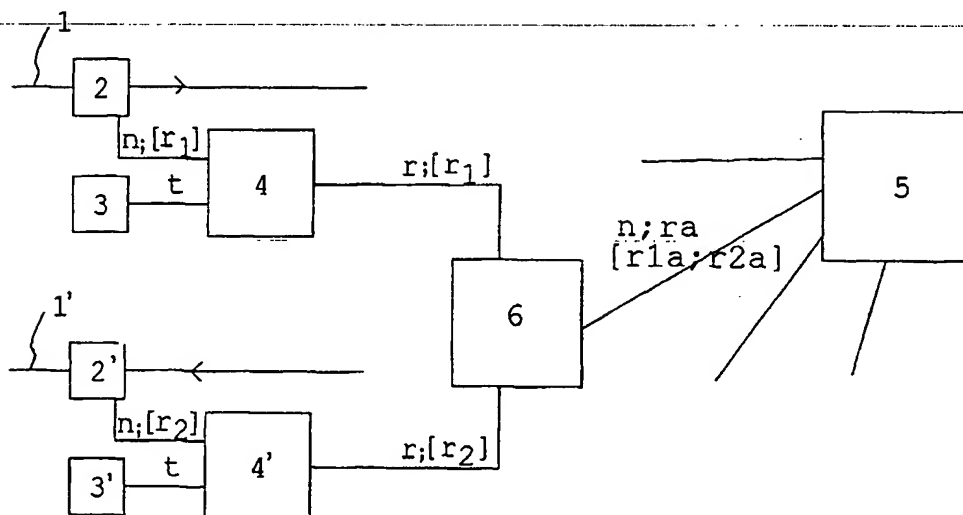 1
2
n;[r1]
3
t
4
r;[r1]
5
n;ra
[r1a;r2a]
6
1'
2'
n;[r2]
3'
t
4'
r;[r2]